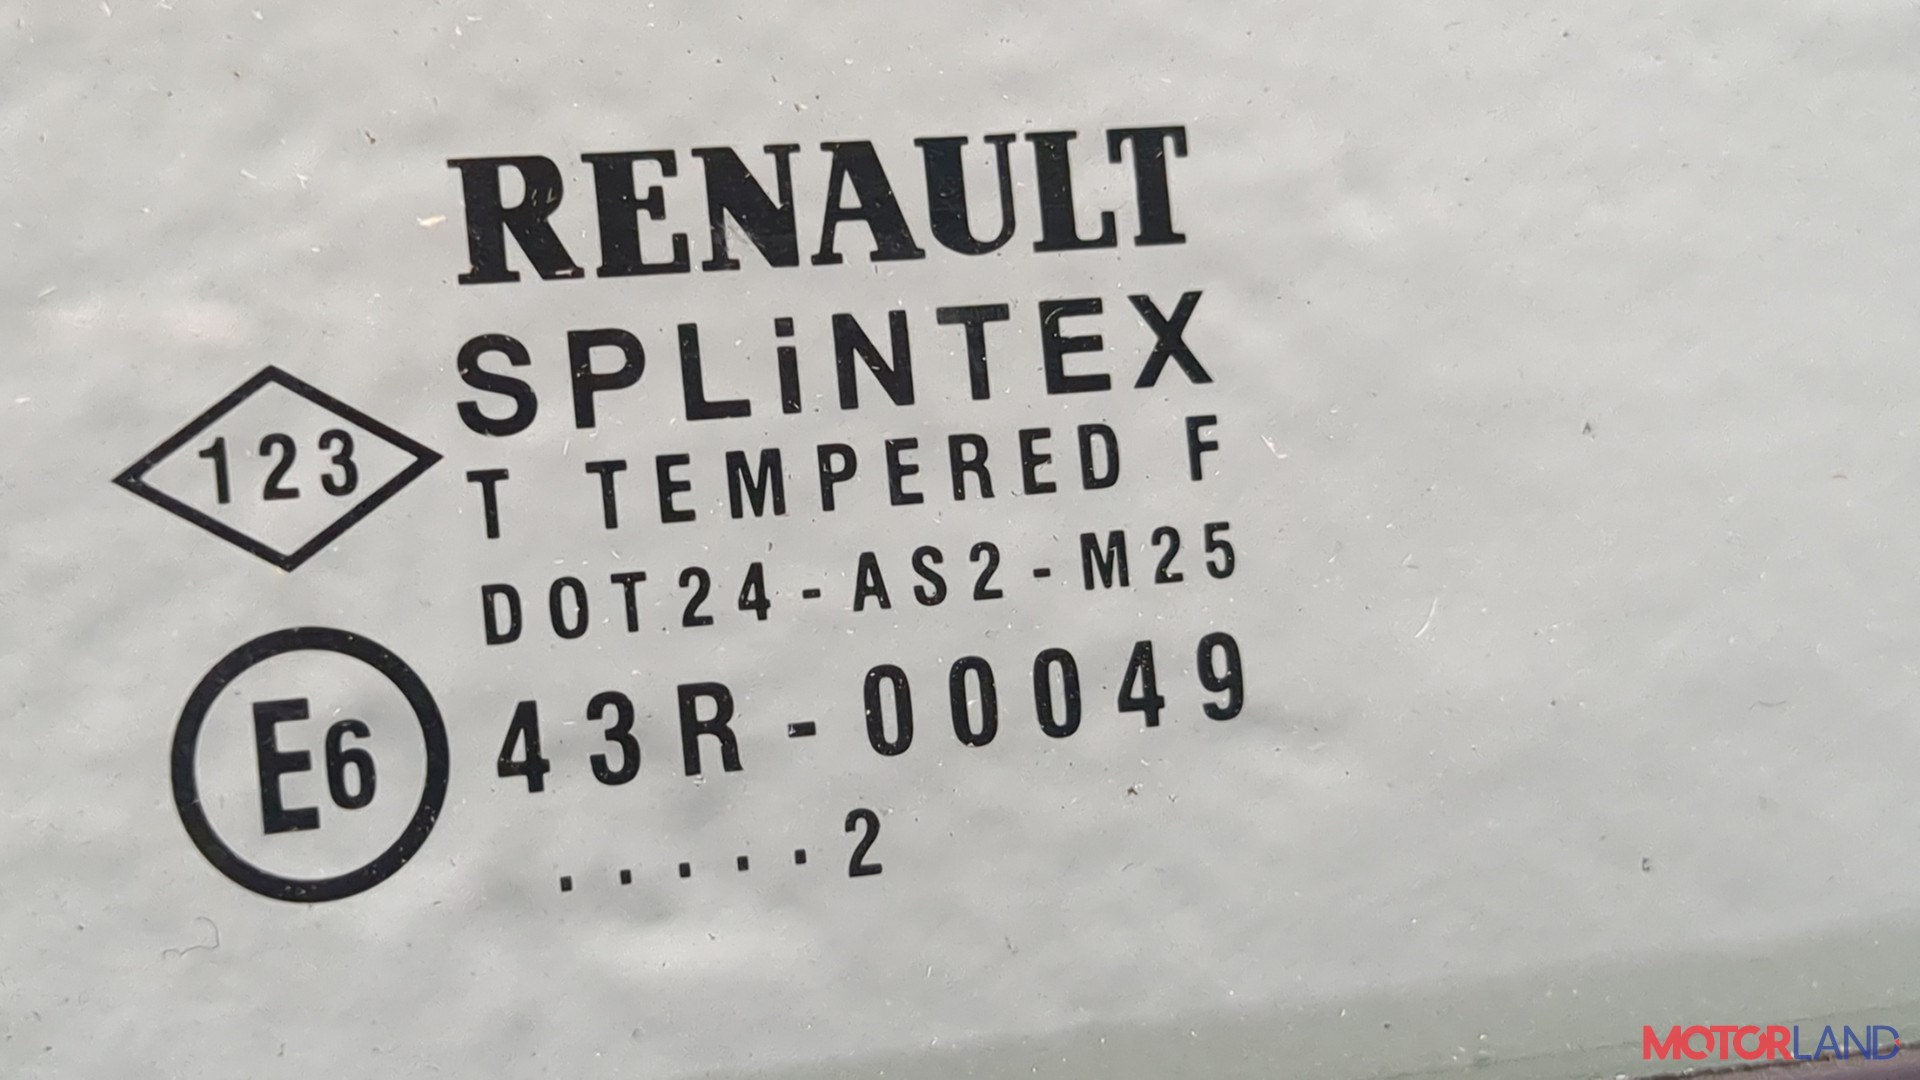 RENAULT
SPLiNTEX
123
T TEMPERED F
DOT24-AS2-M25
E6
43R-00049
.....2
MOTORLAND